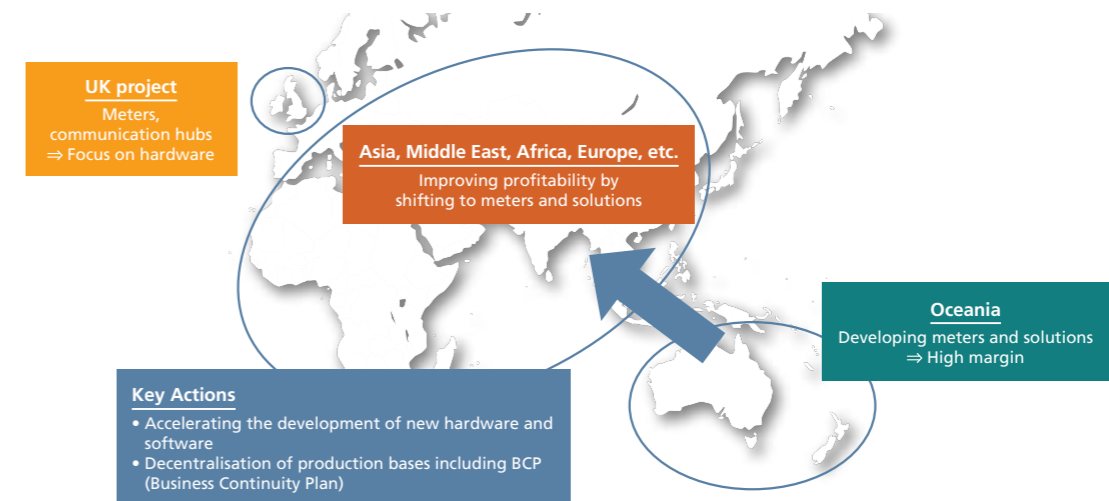 UK project
Meters,
communication hubs
⇒ Focus on hardware
Asia, Middle East, Africa, Europe, etc.
Improving profitability by
shifting to meters and solutions
Oceania
Developing meters and solutions
⇒ High margin
Key Actions
• Accelerating the development of new hardware and
software
• Decentralisation of production bases including BCP
(Business Continuity Plan)